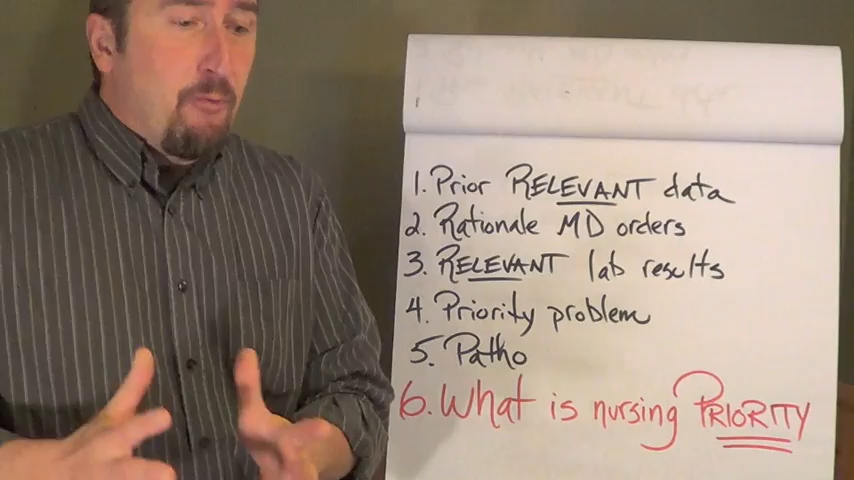 1. Prior RELEVANT data
2. Rationale MD orders
3. RELEVANT lab results
4. Priority problem
5. Patho
6. What is nursing PRIORITY